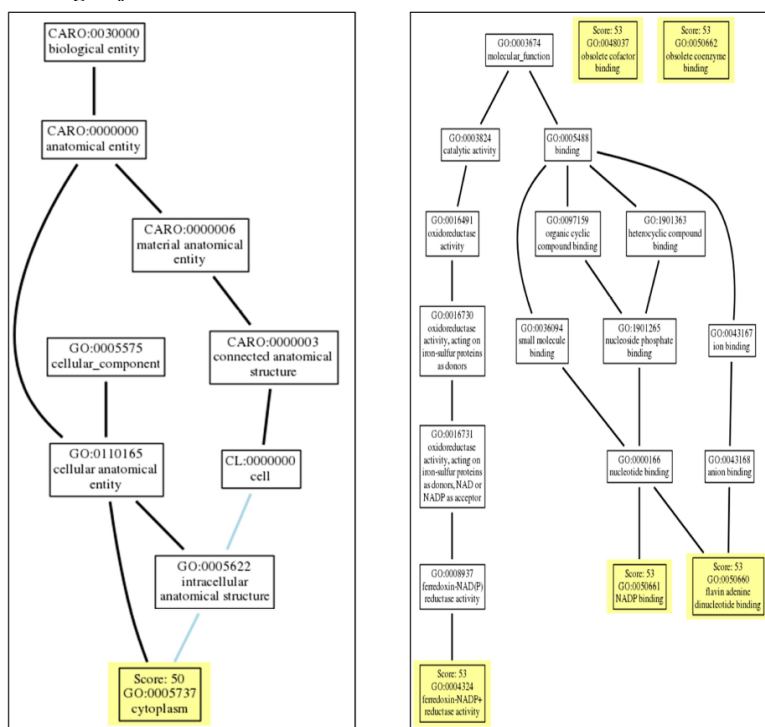 CARO:0030000
biological entity
CARO:0000000
anatomical entity
CARO:0000006
material anatomical
entity
GO:0005575
cellular_component
CARO:0000003
connected anatomical
structure
GO:0110165
cellular anatomical
entity
CL:0000000
cell
GO:0005622
intracellular
anatomical structure
Score: 50
GO:0005737
cytoplasm
GO:0003674
molecular_function
Score: 53
GO:0048037
obsolete cofactor
binding
Score: 53
GO:0050662
obsolete coenzyme
binding
GO:0003824
catalytic activity
GO:0005488
binding
GO:0016491
oxidoreductase
activity
GO:0097159
organic cyclic
compound binding
GO:1901363
heterocyclic compound
binding
GO:0016730
oxidoreductase
activity, acting on
iron-sulfur proteins
as donors
GO:0036094
small molecule
binding
GO:1901265
nucleoside phosphate
binding
GO:0043167
ion binding
GO:0016731
oxidoreductase
activity, acting on
iron-sulfur proteins
as donors, NAD or
NADP as acceptor
GO:0000166
nucleotide binding
GO:0043168
anion binding
GO:0008937
ferredoxin-NAD(P)
reductase activity
Score: 53
GO:0050661
NADP binding
Score: 53
GO:0050660
flavin adenine
dinucleotide binding
Score: 53
GO:0004324
ferredoxin-NADP+
reductase activity